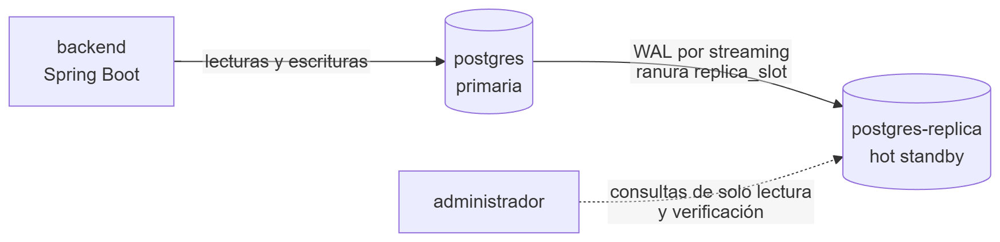 backend
Spring Boot
lecturas y escrituras
postgres
primaria
WAL por streaming
ranura replica_slot
postgres-replica
hot standby
administrador
consultas de solo lectura
y verificación